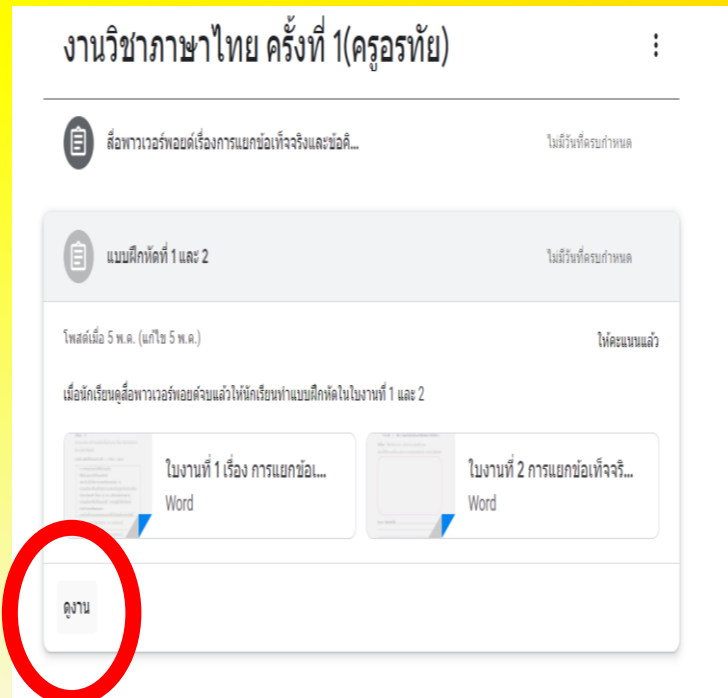 งานวิชาภาษาไทย ครั้งที่ 1(ครูอรทัย)
สื่อพาวเวอร์พอยด์เรื่องการแยกข้อเท็จจริงและข้อคิ...
ไม่มีวันที่ครบกำหนด
แบบฝึกหัดที่ 1 และ 2
ไม่มีวันที่ครบกำหนด
โพสต์เมื่อ 5 พ.ค. (แก้ไข 5 พ.ค.)
ให้คะแนนแล้ว
เมื่อนักเรียนดูสื่อพาวเวอร์พอยด์จบแล้วให้นักเรียนทำแบบฝึกหัดในใบงานที่ 1 และ 2
ใบงานที่ 1 เรื่อง การแยกข้อเ...
Word
ใบงานที่ 2 การแยกข้อเท็จจริ...
Word
ดูงาน